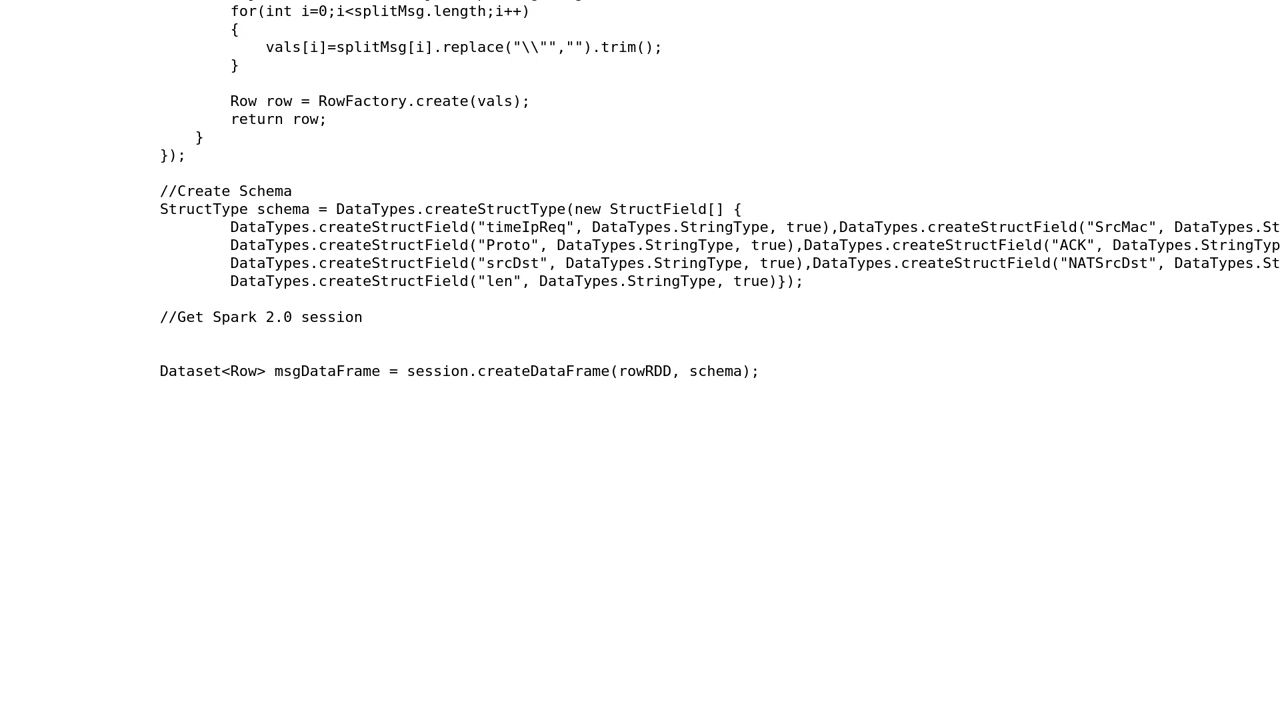 for(int i=0;i<splitMsg.length;i++)
{
vals[i]=splitMsg[i].replace("\\"","").trim();
}
Row row = RowFactory.create(vals);
return row;
}
});
//Create Schema
StructType schema = DataTypes.createStructType(new StructField[] {
DataTypes.createStructField("timeIpReq", DataTypes.StringType, true),DataTypes.createStructField("SrcMac", DataTypes.St
DataTypes.createStructField("Proto", DataTypes.StringType, true),DataTypes.createStructField("ACK", DataTypes.StringTyp
DataTypes.createStructField("srcDst", DataTypes.StringType, true),DataTypes.createStructField("NATSrcDst", DataTypes.St
DataTypes.createStructField("len", DataTypes.StringType, true)});
//Get Spark 2.0 session
Dataset<Row> msgDataFrame = session.createDataFrame(rowRDD, schema);